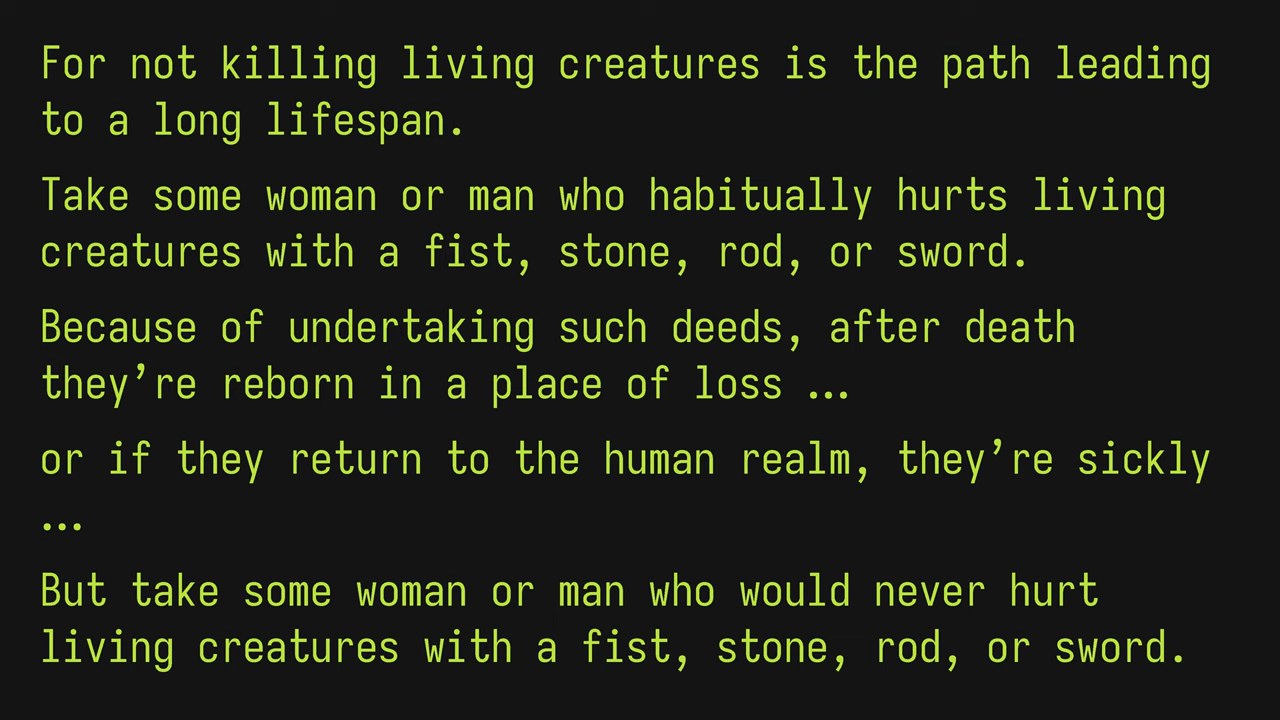 For not killing living creatures is the path leading
to a long lifespan.
Take some woman or man who habitually hurts living
creatures with a fist, stone, rod, or sword.
Because of undertaking such deeds, after death
they’re reborn in a place of loss …
or if they return to the human realm, they’re sickly
…
But take some woman or man who would never hurt
living creatures with a fist, stone, rod, or sword.